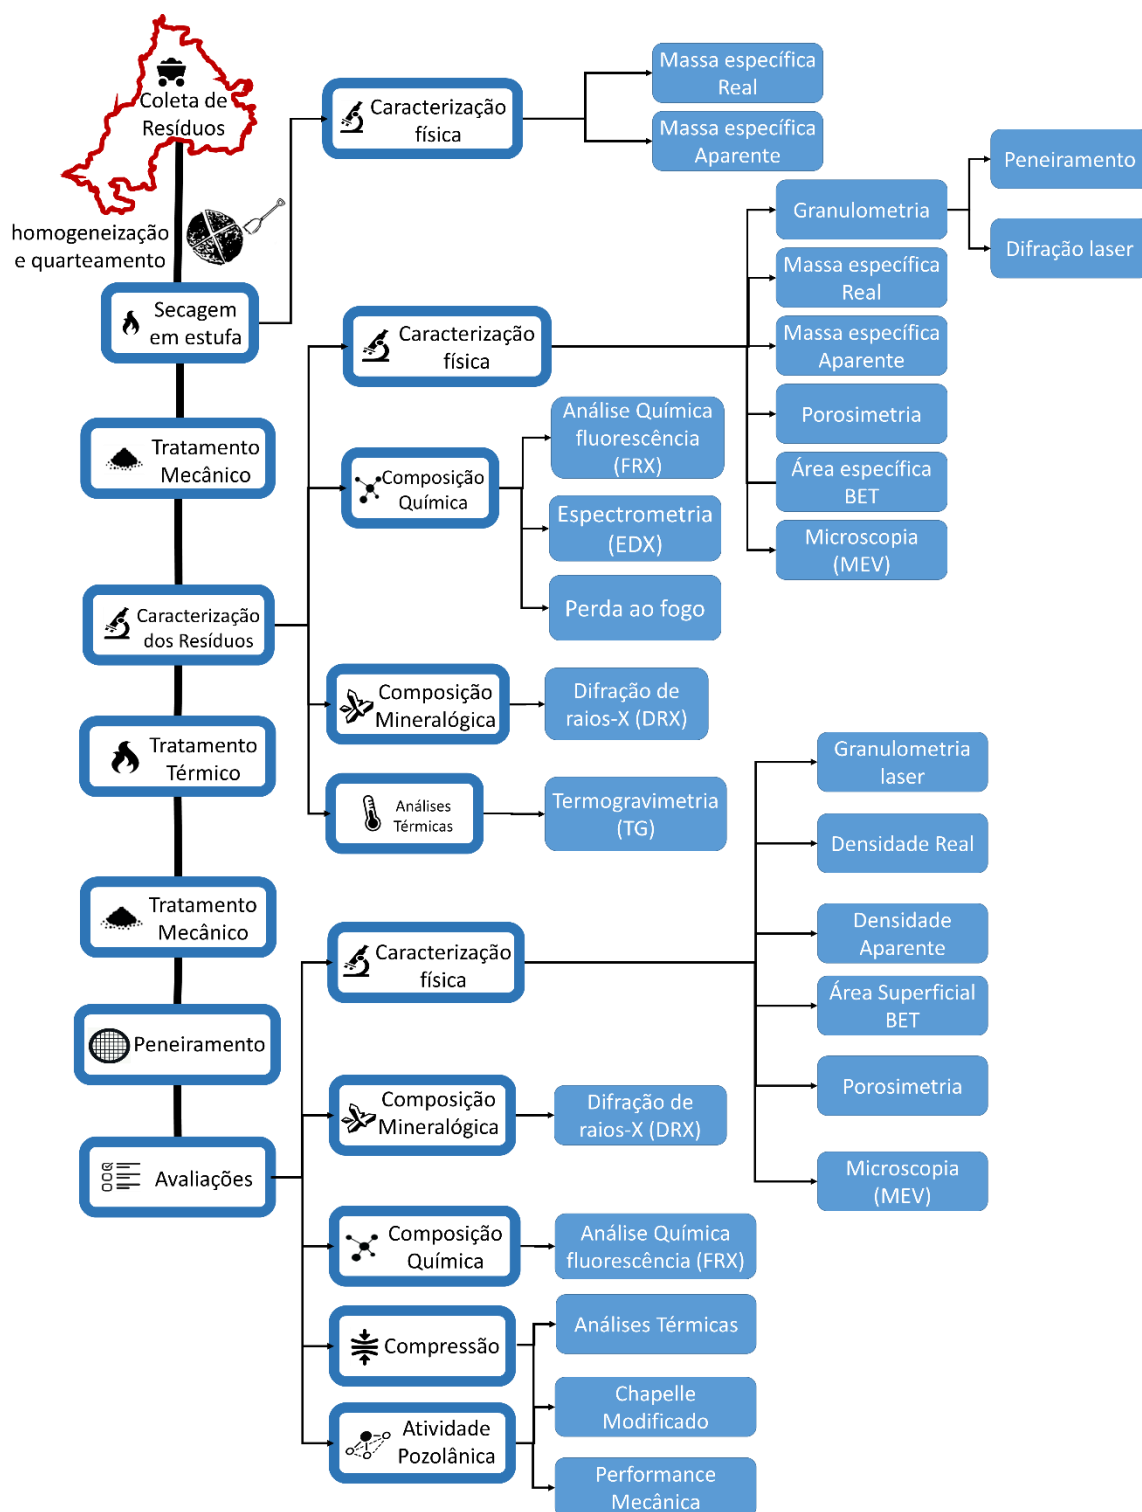 Coleta de
Resíduos
homogeneização
e quarteamento
Secagem
em estufa
Caracterização
física
Massa específica
Real
Massa específica
Aparente
Tratamento
Mecânico
Caracterização
dos Resíduos
Caracterização
física
Granulometria
Peneiramento
Difração laser
Massa específica
Real
Massa específica
Aparente
Porosimetria
Área específica
BET
Microscopia
(MEV)
Composição
Química
Análise Química
fluorescência
(FRX)
Espectrometria
(EDX)
Perda ao fogo
Composição
Mineralógica
Difração de
raios-X (DRX)
Análises
Térmicas
Termogravimetria
(TG)
Tratamento
Térmico
Tratamento
Mecânico
Peneiramento
Avaliações
Caracterização
física
Granulometria
laser
Densidade Real
Densidade
Aparente
Área Superficial
BET
Porosimetria
Microscopia
(MEV)
Composição
Mineralógica
Difração de
raios-X (DRX)
Composição
Química
Análise Química
fluorescência (FRX)
Compressão
Análises Térmicas
Atividade
Pozolânica
Chapelle
Modificado
Performance
Mecânica